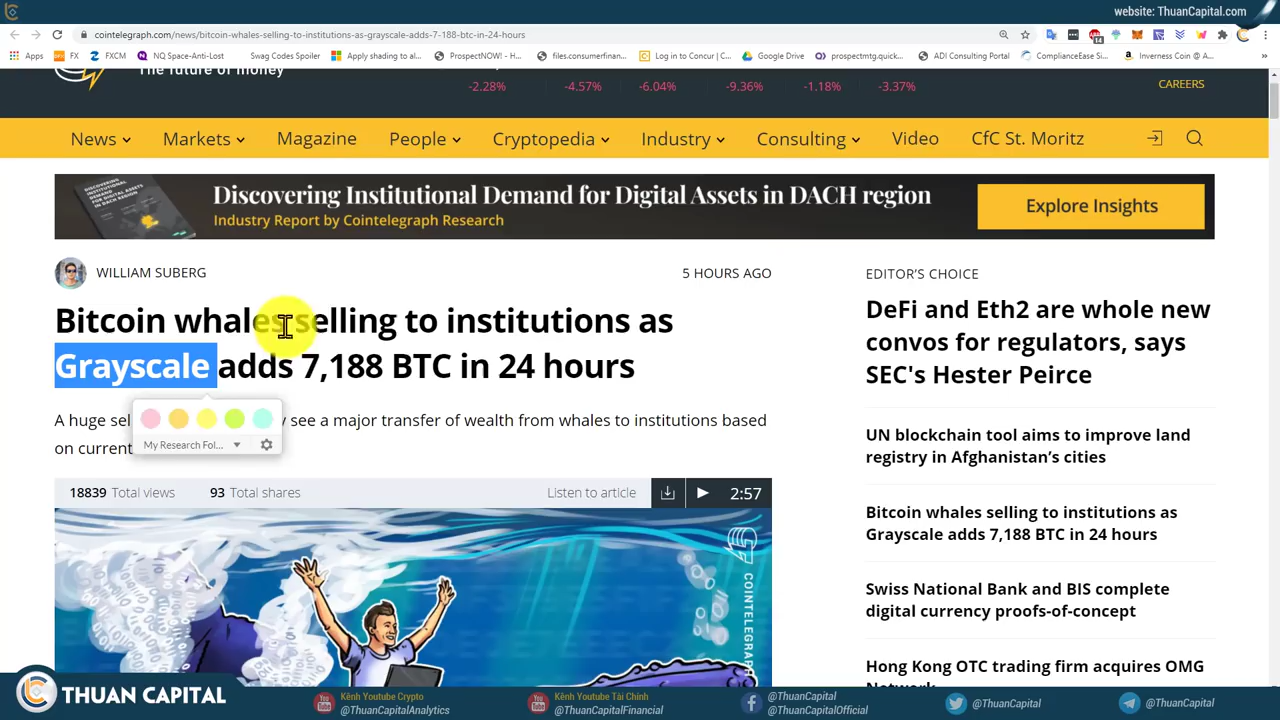 website: ThuanCapital.com
cointelegraph.com/news/bitcoin-whales-selling-to-institutions-as-grayscale-adds-7-188-btc-in-24-hours
Apps
FX
FXCM
NQ Space-Anti-Lost
Swag Codes Spoiler
Apply shading to al...
ProspectNOW! - H...
files.consumerfinan...
Log in to Concur | C...
Google Drive
prospectmtg.quickb...
ADI Consulting Portal
ComplianceEase Si...
Inverness Coin @ A...
The future of money
-2.28% -4.57% -6.04% -9.36% -1.18% -3.37%
CAREERS
News Markets Magazine People Cryptopedia Industry Consulting Video CfC St. Moritz
Discovering Institutional Demand for Digital Assets in DACH region
Industry Report by Cointelegraph Research
Explore Insights
WILLIAM SUBERG
5 HOURS AGO
Bitcoin whales selling to institutions as
Grayscale adds 7,188 BTC in 24 hours
A huge sel
see a major transfer of wealth from whales to institutions based
on current
My Research Fol...
18839 Total views 93 Total shares
Listen to article
2:57
COINTELEGRAPH
EDITOR'S CHOICE
DeFi and Eth2 are whole new
convos for regulators, says
SEC's Hester Peirce
UN blockchain tool aims to improve land
registry in Afghanistan's cities
Bitcoin whales selling to institutions as
Grayscale adds 7,188 BTC in 24 hours
Swiss National Bank and BIS complete
digital currency proofs-of-concept
Hong Kong OTC trading firm acquires OMG
Network
THUAN CAPITAL
Kênh Youtube Crypto
@ThuanCapitalAnalytics
Kênh Youtube Tài Chính
@ThuanCapitalFinancial
@ThuanCapital
@ThuanCapitalOfficial
@ThuanCapital
@ThuanCapital